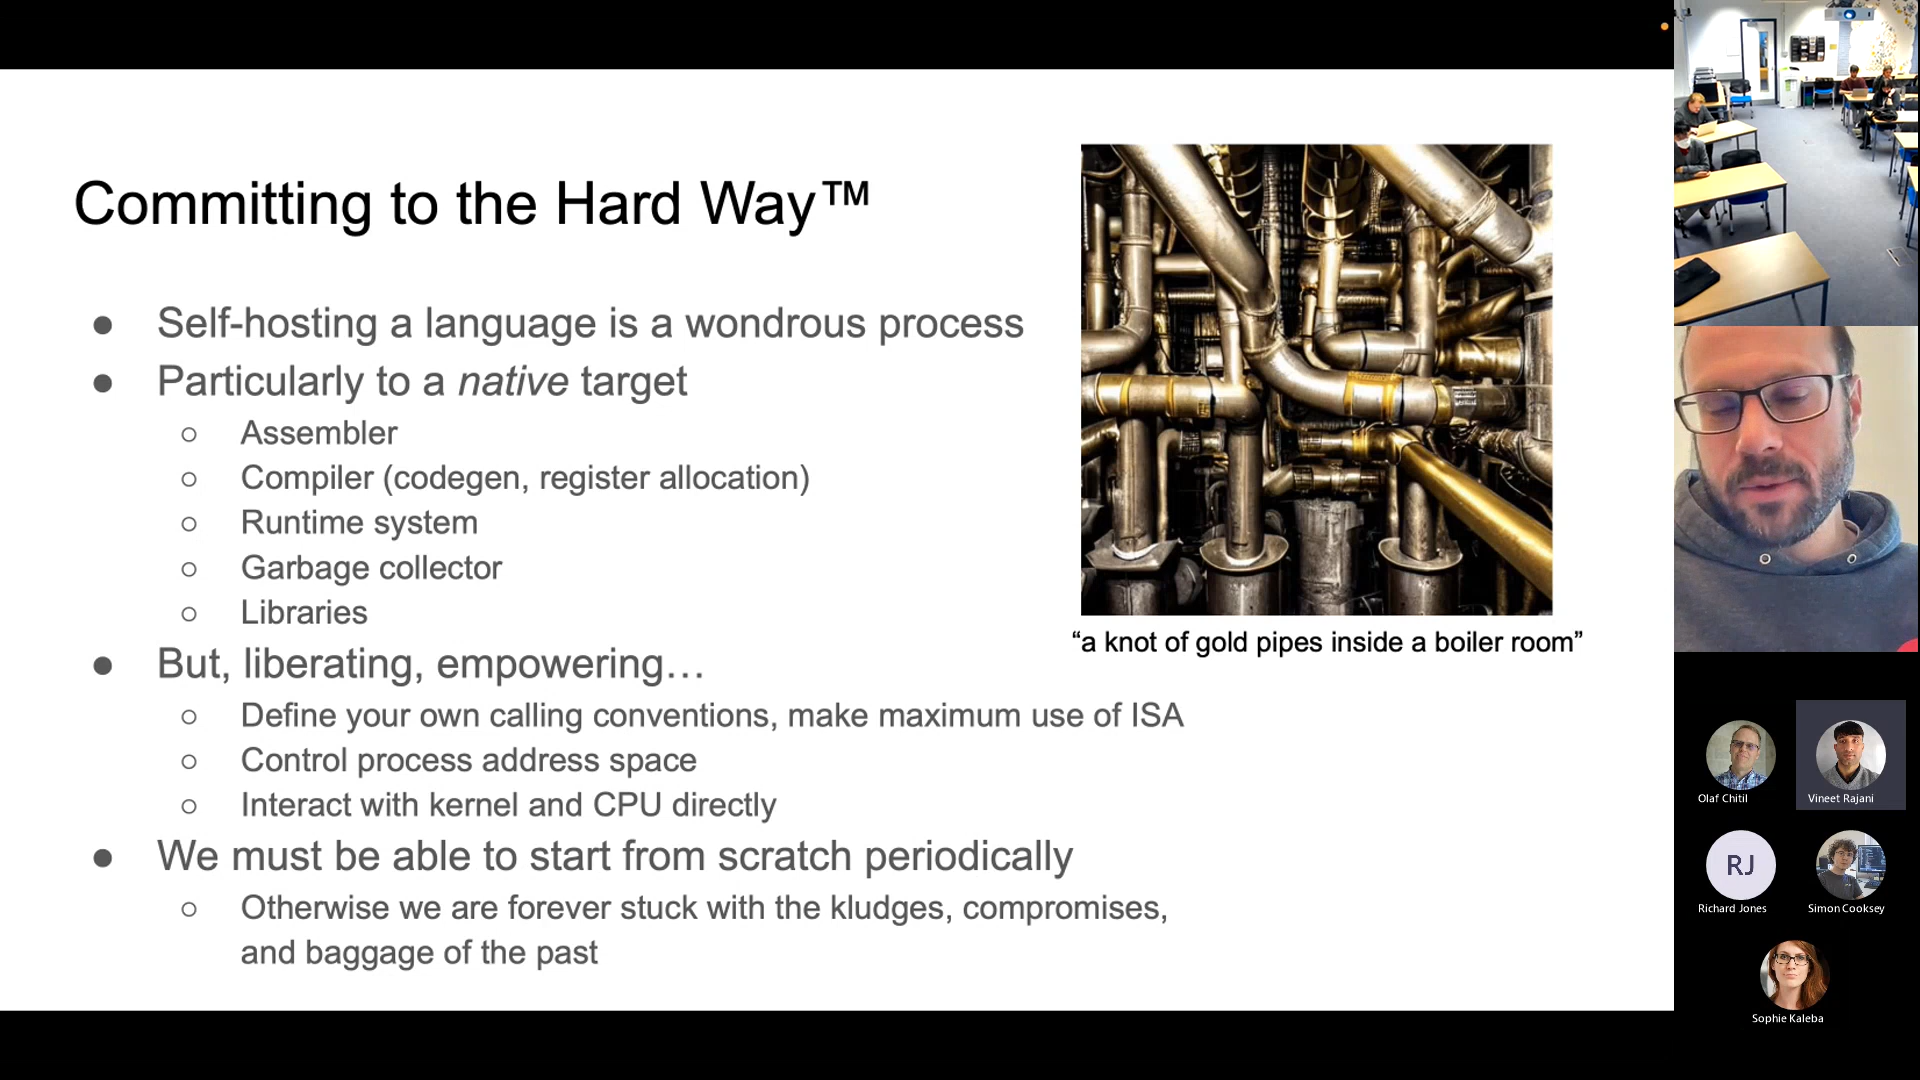 Committing to the Hard Way™
● Self-hosting a language is a wondrous process
● Particularly to a native target
○ Assembler
○ Compiler (codegen, register allocation)
○ Runtime system
○ Garbage collector
○ Libraries
● But, liberating, empowering…
○ Define your own calling conventions, make maximum use of ISA
○ Control process address space
○ Interact with kernel and CPU directly
● We must be able to start from scratch periodically
○ Otherwise we are forever stuck with the kludges, compromises,
and baggage of the past
“a knot of gold pipes inside a boiler room”
Olaf Chitil
Vineet Rajani
RJ
Richard Jones
Simon Cooksey
Sophie Kaleba